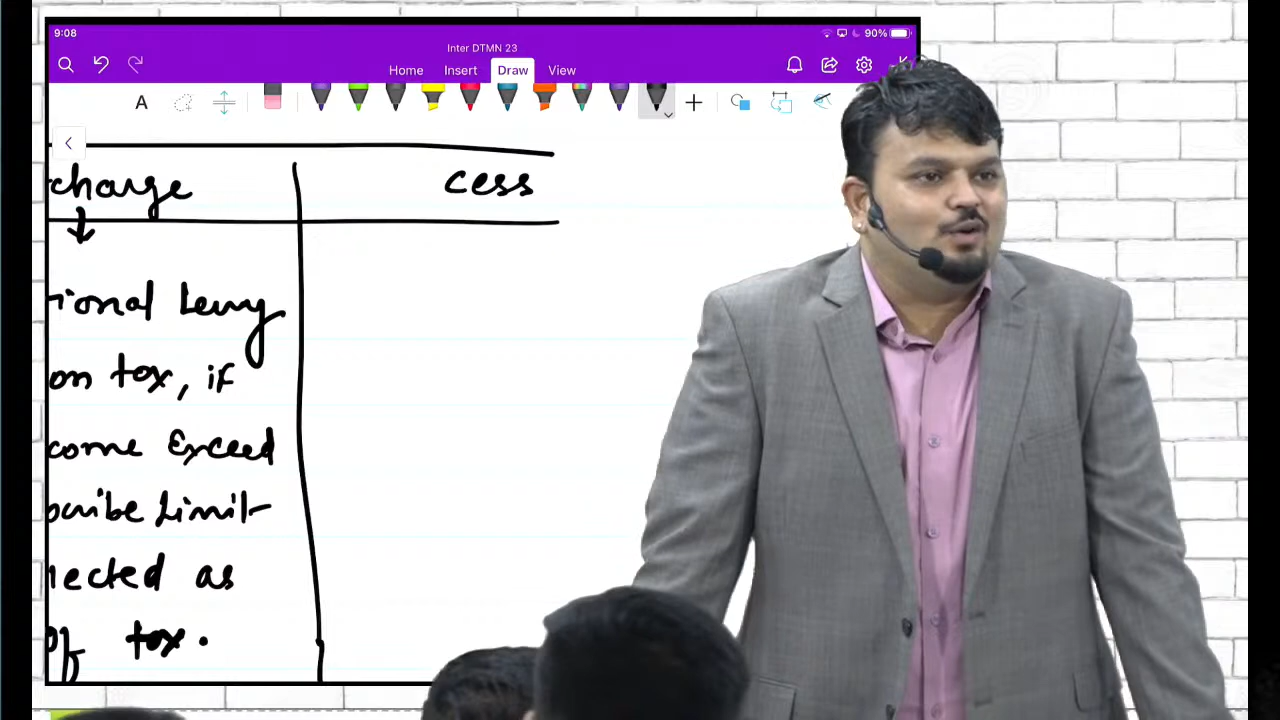 9:08
90%
Inter DTMN 23
Home Insert Draw View
A
charge cess
ional Levy
on tax, if
come Exceed
scribe Limit
lected as
of tax.